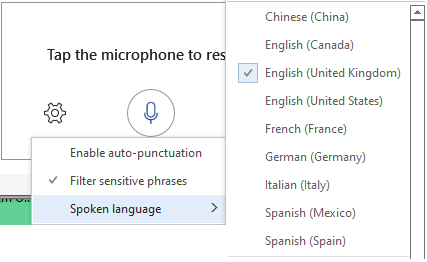 Tap the microphone to res
Enable auto-punctuation
Filter sensitive phrases
Spoken language
Chinese (China)
English (Canada)
English (United Kingdom)
English (United States)
French (France)
German (Germany)
Italian (Italy)
Spanish (Mexico)
Spanish (Spain)